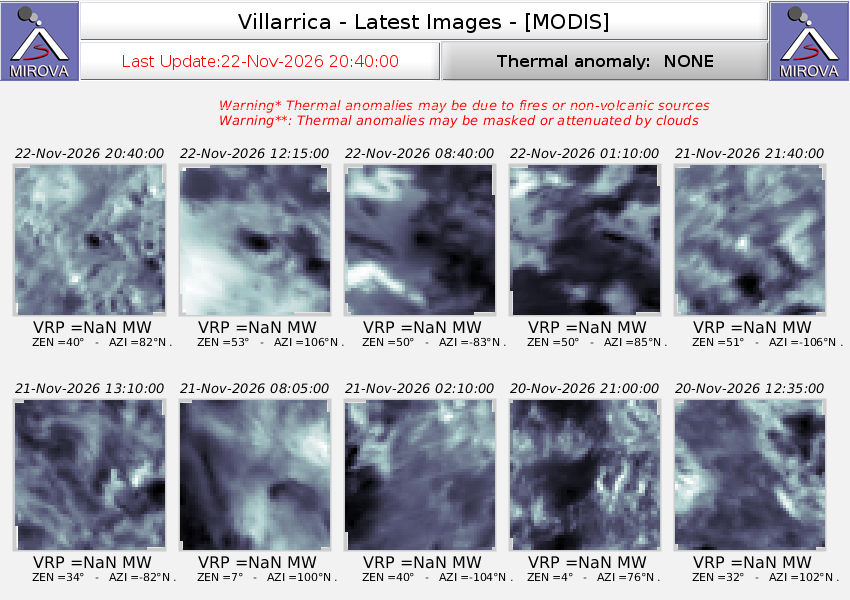 Villarrica - Latest Images - [MODIS]
MIROVA
Last Update:22-Nov-2026 20:40:00
Thermal anomaly: NONE
MIROVA
Warning* Thermal anomalies may be due to fires or non-volcanic sources
Warning**: Thermal anomalies may be masked or attenuated by clouds
22-Nov-2026 20:40:00 22-Nov-2026 12:15:00 22-Nov-2026 08:40:00 22-Nov-2026 01:10:00 21-Nov-2026 21:40:00
VRP =NaN MW VRP =NaN MW VRP =NaN MW VRP =NaN MW VRP =NaN MW
ZEN =40° - AZI =82°N . ZEN =53° - AZI =106°N . ZEN =50° - AZI =-83°N . ZEN =50° - AZI =85°N . ZEN =51° - AZI =-106°N .
21-Nov-2026 13:10:00 21-Nov-2026 08:05:00 21-Nov-2026 02:10:00 20-Nov-2026 21:00:00 20-Nov-2026 12:35:00
VRP =NaN MW VRP =NaN MW VRP =NaN MW VRP =NaN MW VRP =NaN MW
ZEN =34° - AZI =-82°N . ZEN =7° - AZI =100°N . ZEN =40° - AZI =-104°N . ZEN =4° - AZI =76°N . ZEN =32° - AZI =102°N .